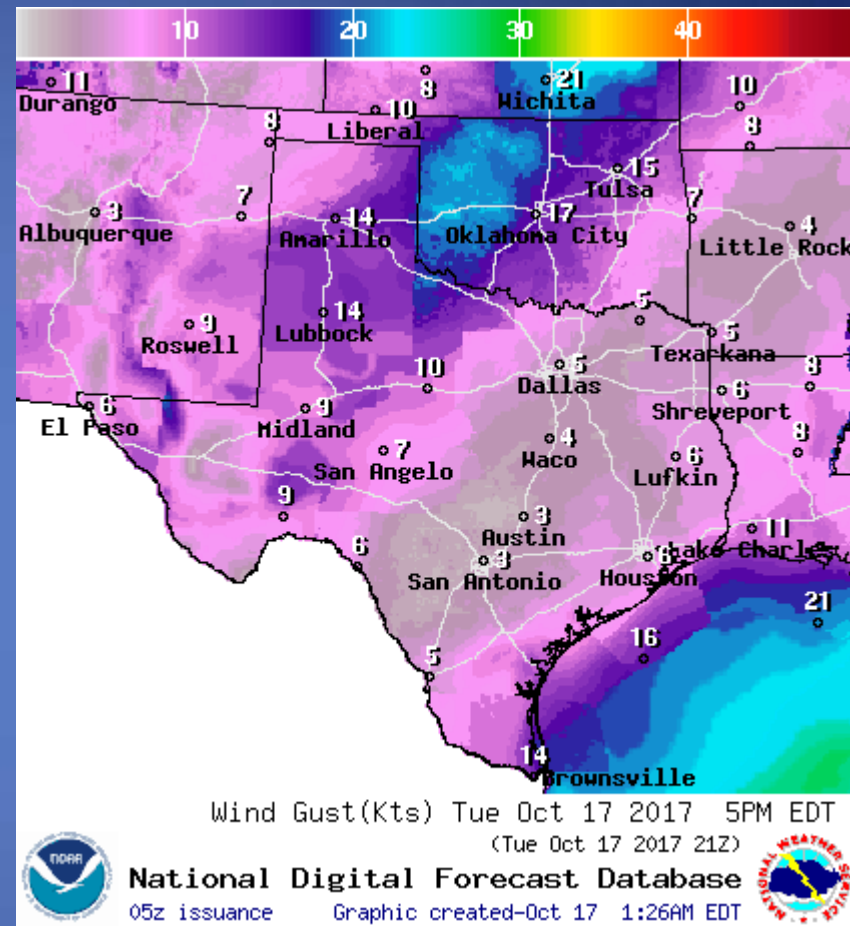 10 20 30 40
11
Durango
8
10
Liberal
21
Wichita
10
8
8
15
Tulsa
3
Albuquerque
7
14
Amarillo
17
Oklahoma City
7
4
Little Rock
9
Roswell
14
Lubbock
5
5
Texarkana
10
5
Dallas
6
Shreveport
8
6
El Paso
9
Midland
7
San Angelo
4
Waco
6
Lufkin
8
9
3
Austin
11
Lake Charles
6
3
San Antonio
6
Houston
21
16
5
14
Brownsville
Wind Gust(Kts) Tue Oct 17 2017 5PM EDT
(Tue Oct 17 2017 21Z)
NOAA
National Digital Forecast Database
05z issuance Graphic created-Oct 17 1:26AM EDT
NATIONAL WEATHER SERVICE